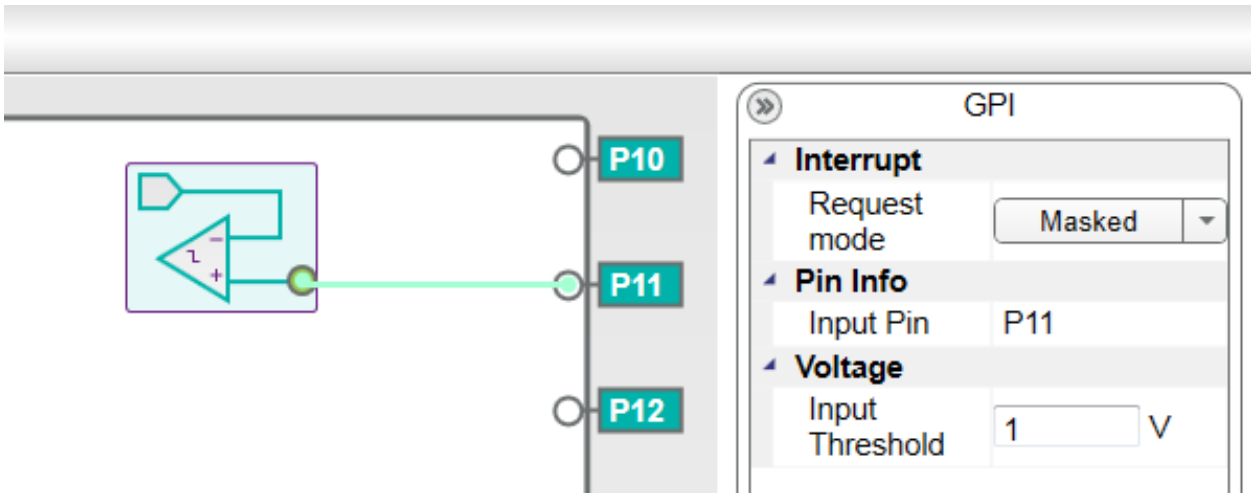 GPI
P10
P11
P12
− 
+
Interrupt
Request mode
Masked
Pin Info
Input Pin P11
Voltage
Input Threshold
1 V